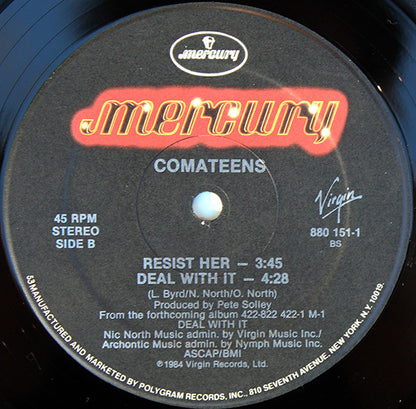 mercury
mercury
COMATEENS
45 RPM
STEREO
SIDE B
Virgin
880 151-1
BS
RESIST HER — 3:45
DEAL WITH IT — 4:28
(L. Byrd/N. North/O. North)
Produced by Pete Solley
From the forthcoming album 422-822 422-1 M-1
DEAL WITH IT
Nic North Music admin. by Virgin Music Inc./
Archontic Music admin. by Nymph Music Inc.
ASCAP/BMI
℗1984 Virgin Records, Ltd.
53 MANUFACTURED AND MARKETED BY POLYGRAM RECORDS, INC., 810 SEVENTH AVENUE, NEW YORK, N.Y. 10019.